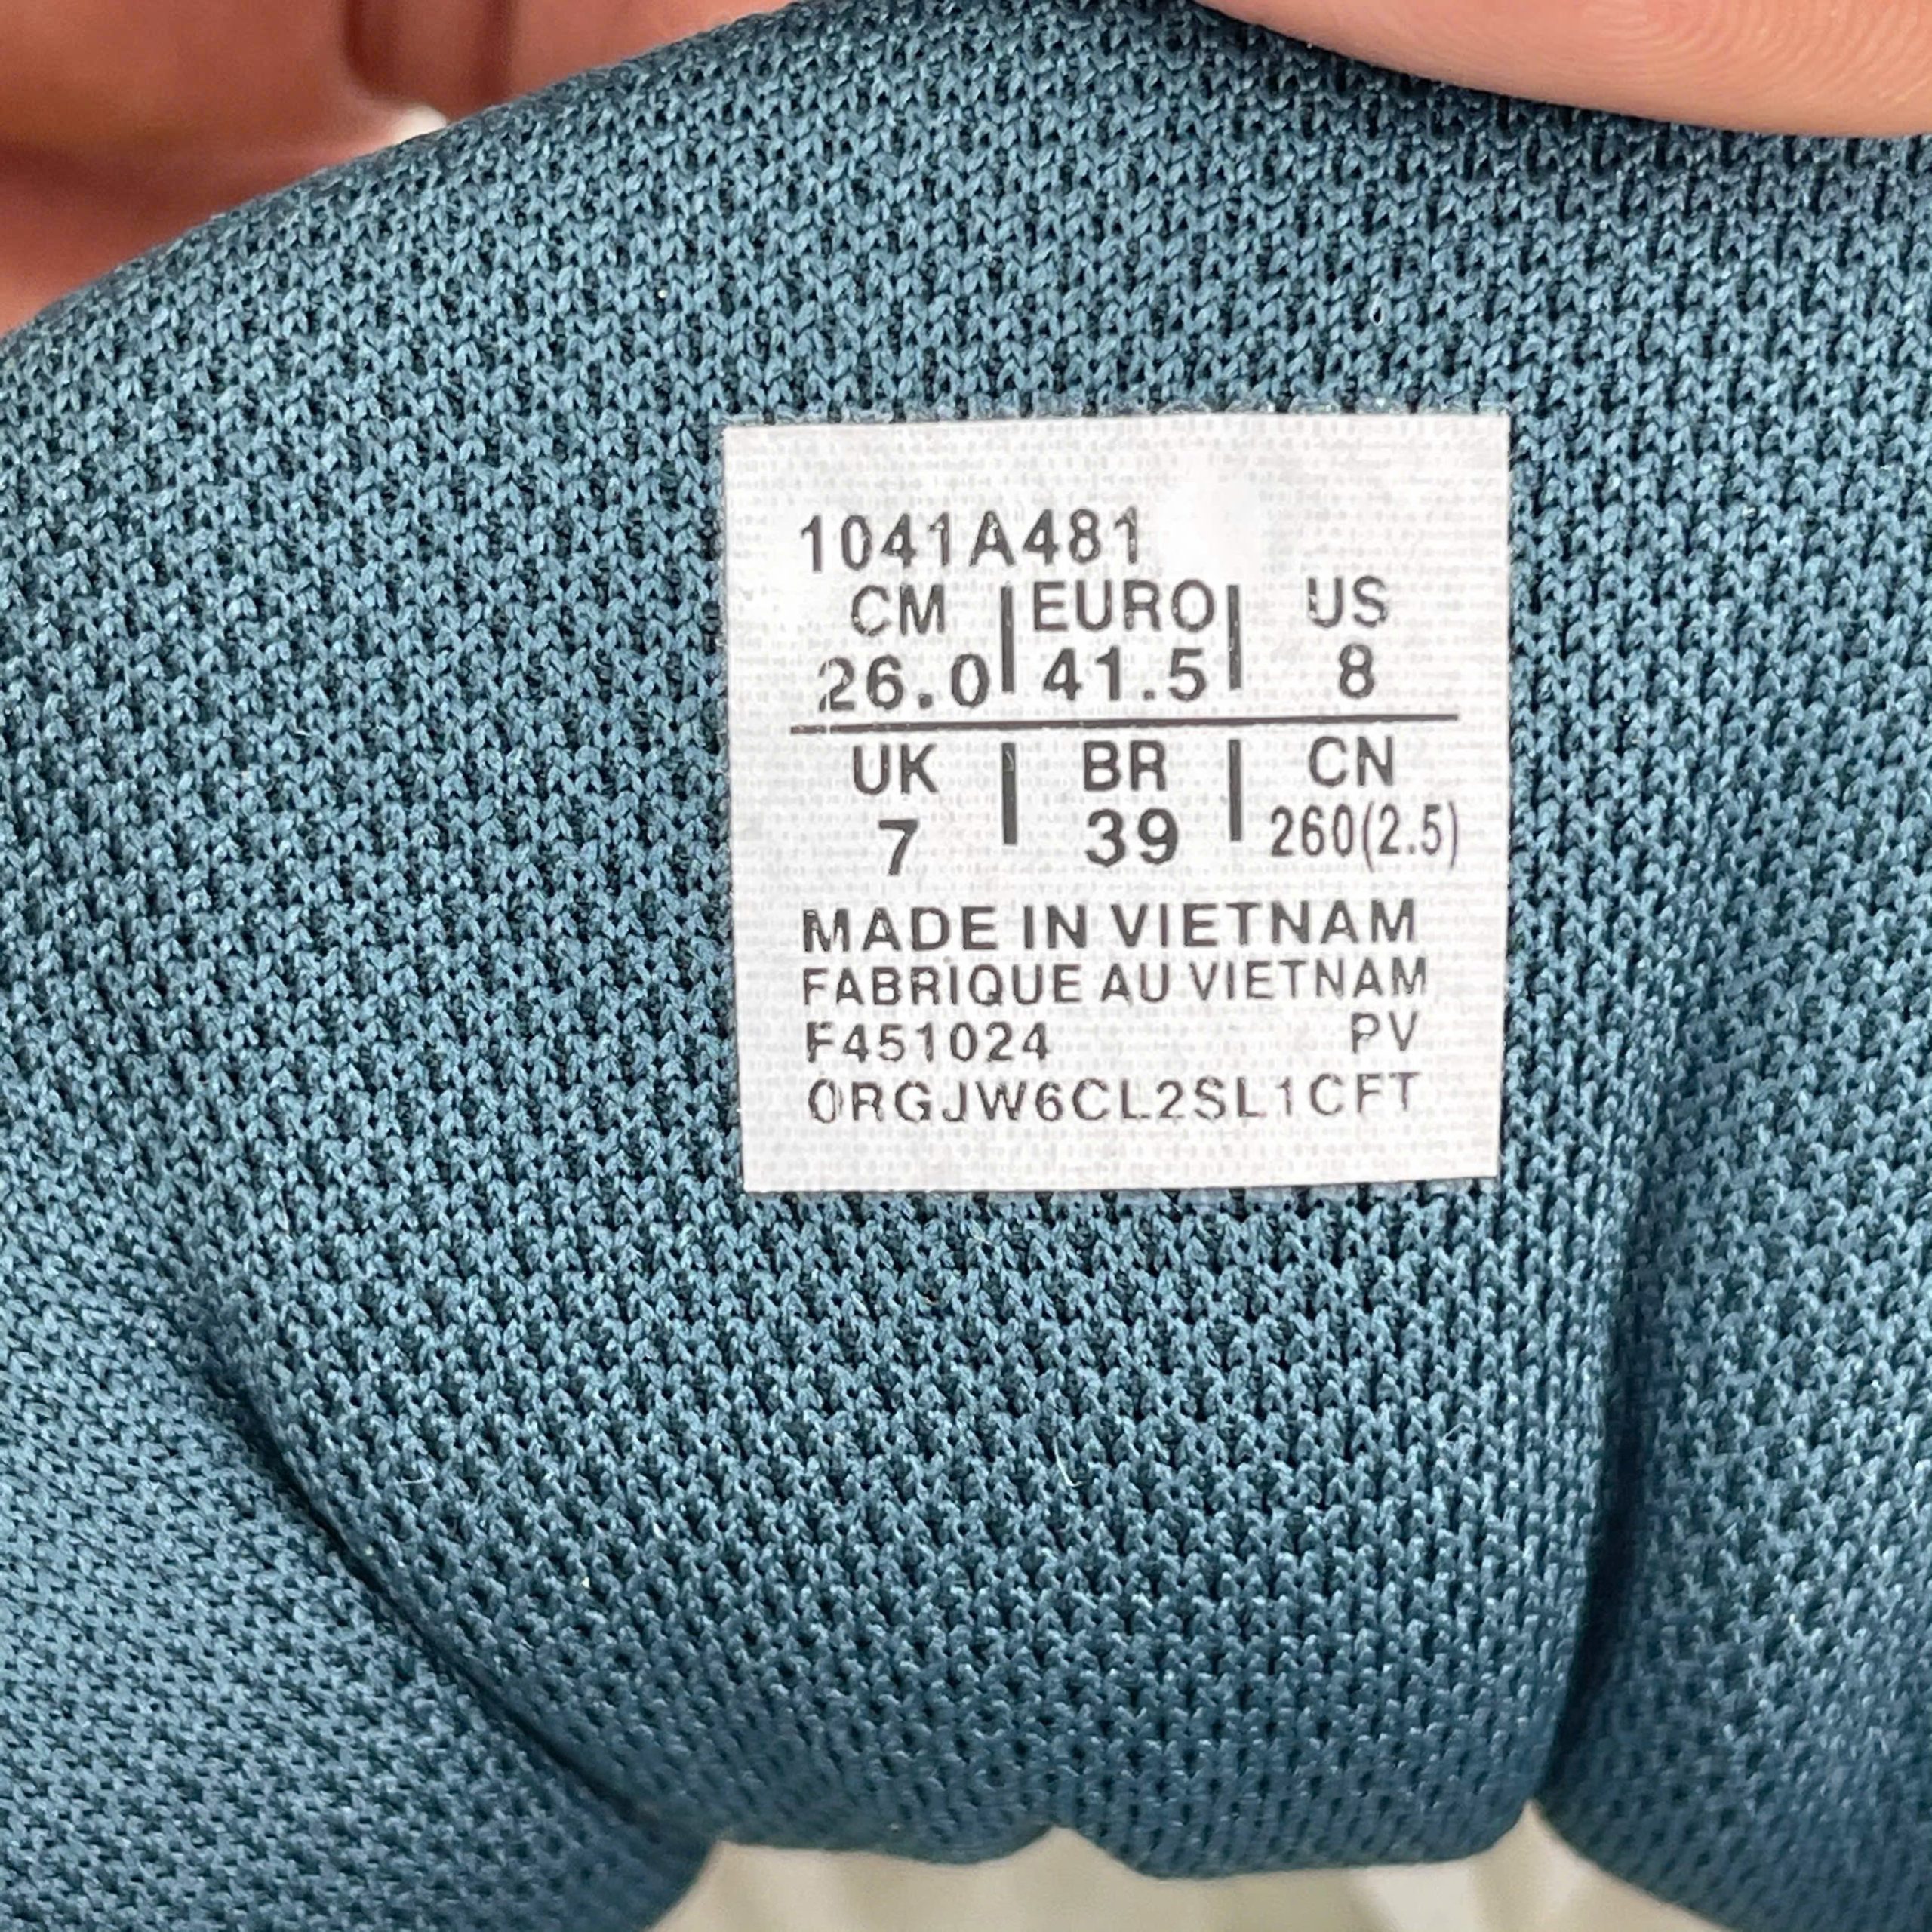 1041A481
CM | EURO | US
26.0 | 41.5 | 8
UK | BR | CN
7 | 39 | 260(2.5)
MADE IN VIETNAM
FABRIQUE AU VIETNAM
F451024 PV
0RGJW6CL2SL1CFT